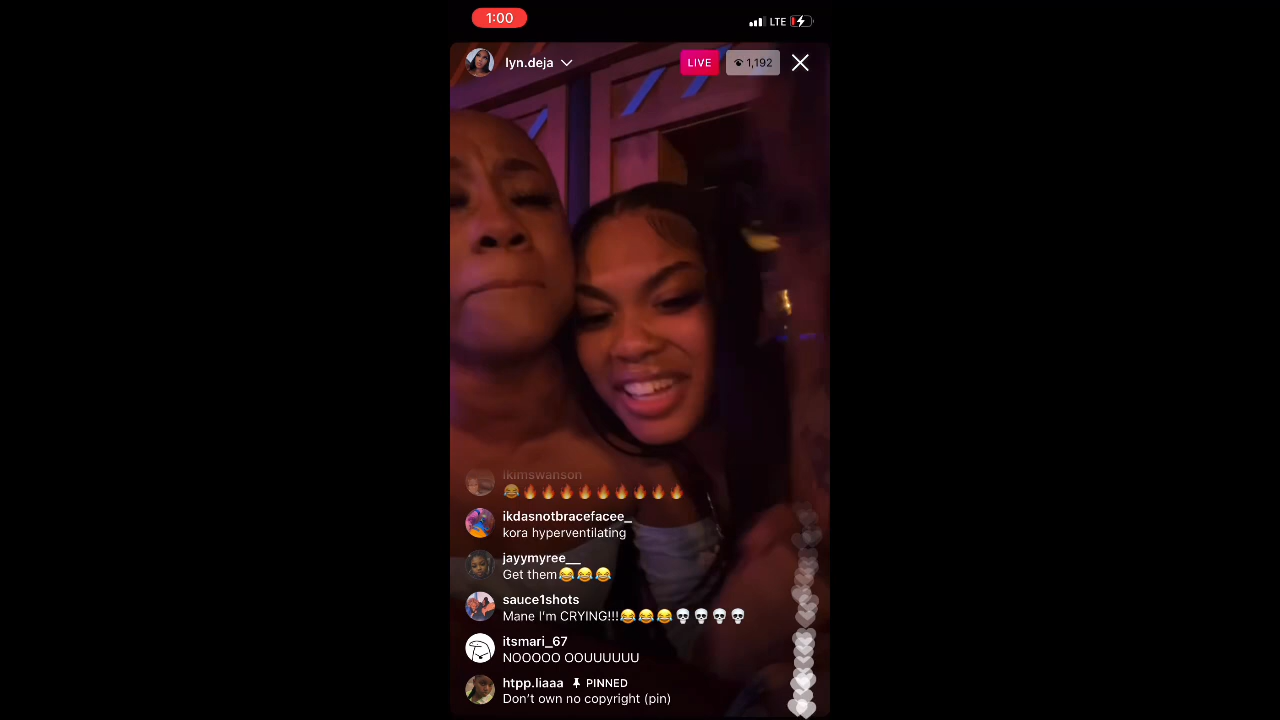 1:00
LTE
lyn.deja
LIVE
1,192
ikimswanson
😂🔥🔥🔥🔥🔥🔥🔥🔥🔥
ikdasnotbracefacee_
kora hyperventilating
jayymyree__
Get them😂😂😂
sauce1shots
Mane I'm CRYING!!!😂😂😂💀💀💀💀
itsmari_67
NOOOOO OOUUUUUU
htpp.liaaa 📌 PINNED
Don't own no copyright (pin)